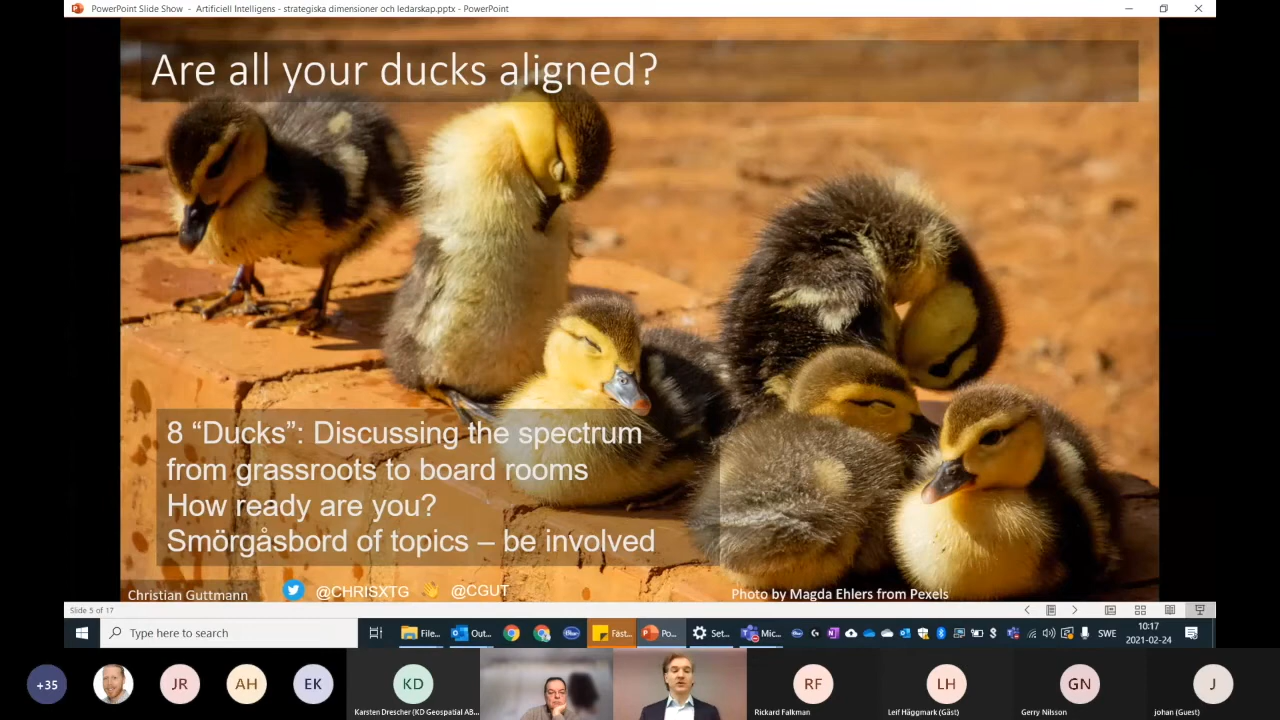 PowerPoint Slide Show - Artificiell Intelligens - strategiska dimensioner och ledarskap.pptx - PowerPoint
Are all your ducks aligned?
8 “Ducks”: Discussing the spectrum
from grassroots to board rooms
How ready are you?
Smörgåsbord of topics – be involved
Christian Guttmann
@CHRISXTG
@CGUT
Photo by Magda Ehlers from Pexels
Slide 5 of 17
Type here to search
File...
Out...
Fast...
Po...
Set...
Mic...
SWE
10:17
2021-02-24
+35
JR
AH
EK
KD
RF
LH
GN
J
Karsten Drescher (KD Geospatial AB...
Rickard Falkman
Leif Häggmark (Gäst)
Gerry Nilsson
johan (Guest)